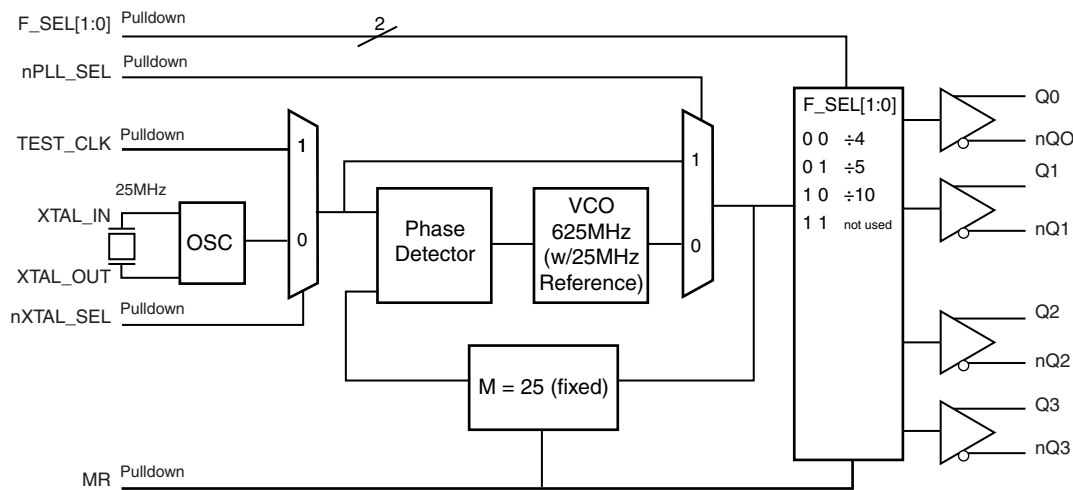 F_SEL[1:0] Pulldown
2
nPLL_SEL Pulldown
TEST_CLK Pulldown
1
0
25MHz
XTAL_IN
OSC
XTAL_OUT
nXTAL_SEL Pulldown
Phase
Detector
VCO
625MHz
(w/25MHz
Reference)
1
0
M = 25 (fixed)
MR Pulldown
F_SEL[1:0]
0 0 ÷4
0 1 ÷5
1 0 ÷10
1 1 not used
Q0
nQO
Q1
nQ1
Q2
nQ2
Q3
nQ3